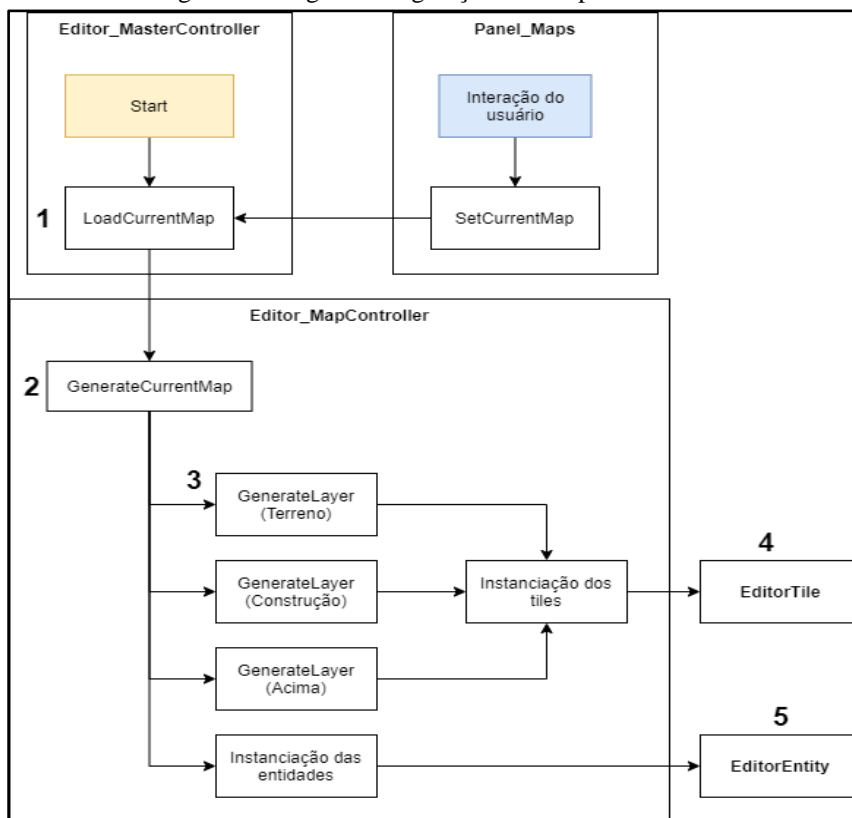 Editor_MasterController
Panel_Maps
Start
Interação do
usuário
1
LoadCurrentMap
SetCurrentMap
Editor_MapController
2
GenerateCurrentMap
3
GenerateLayer
(Terreno)
4
GenerateLayer
(Construção)
Instanciação dos
tiles
EditorTile
GenerateLayer
(Acima)
5
Instanciação das
entidades
EditorEntity